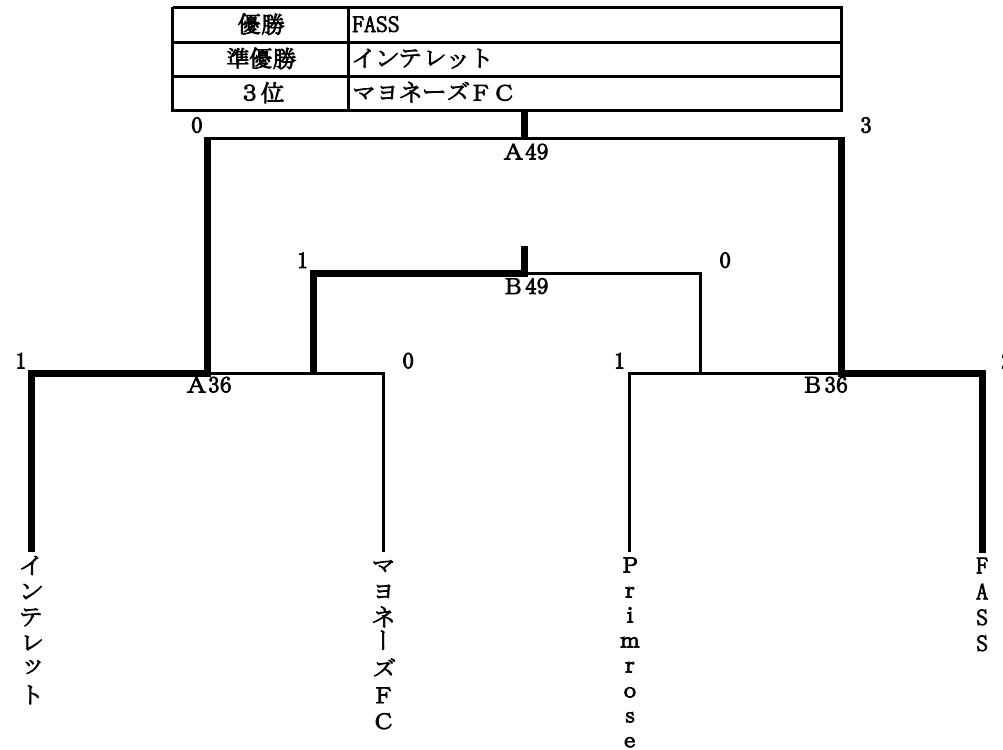 優勝 FASS
準優勝 インテレット
３位 マヨネーズＦＣ
0 3
Ａ49
1 0
Ｂ49
1 0 1
Ａ36 Ｂ36
インテレット
マヨネーズＦＣ
Ｐｒｉｍｒｏｓｅ
FASS